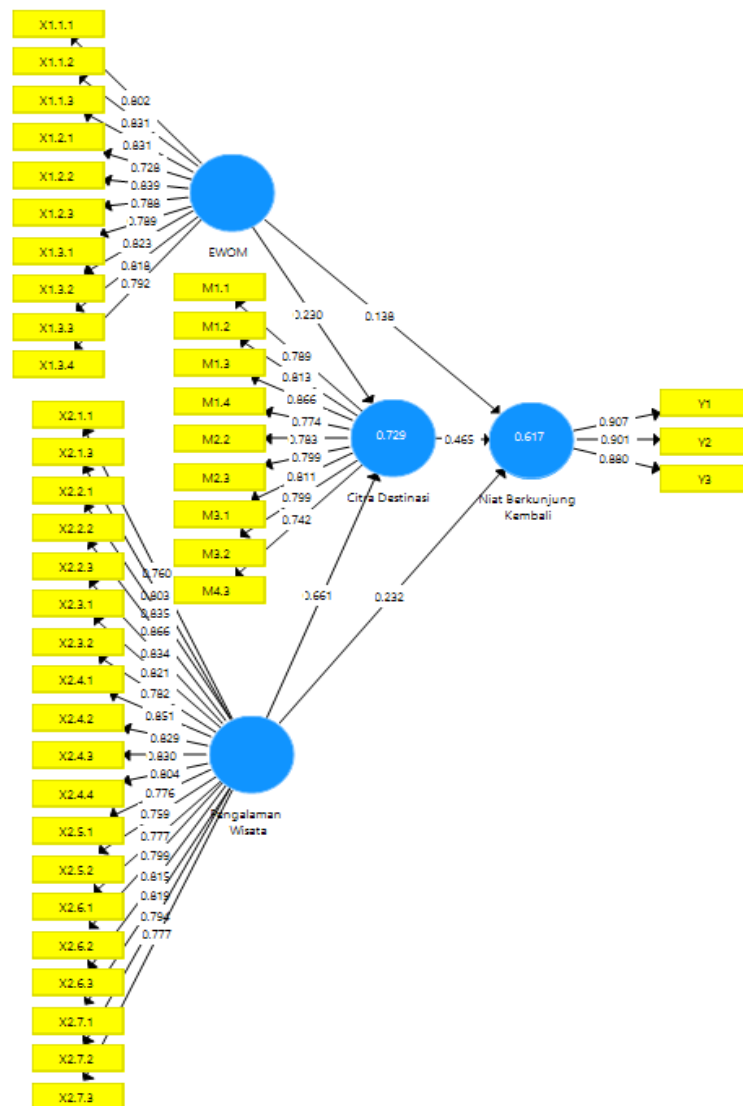 X1.1.1
X1.1.2
X1.1.3
X1.2.1
X1.2.2
X1.2.3
X1.3.1
X1.3.2
X1.3.3
X1.3.4
0.802
0.831
0.831
0.728
0.839
0.788
0.789
0.823
0.818
0.792
EWOM
0.230
0.138
M1.1
M1.2
M1.3
M1.4
M2.2
M2.3
M3.1
M3.2
M4.3
0.789
0.813
0.866
0.774
0.783
0.799
0.811
0.799
0.742
0.729
Citra Destinasi
0.465
0.617
Niat Berkunjung
Kembali
0.907
0.901
0.880
Y1
Y2
Y3
0.661
0.232
X2.1.1
X2.1.3
X2.2.1
X2.2.2
X2.2.3
X2.3.1
X2.3.2
X2.4.1
X2.4.2
X2.4.3
X2.4.4
X2.5.1
X2.5.2
X2.6.1
X2.6.2
X2.6.3
X2.7.1
X2.7.2
X2.7.3
0.760
0.803
0.835
0.866
0.834
0.821
0.782
0.851
0.829
0.830
0.804
0.776
0.759
0.777
0.799
0.815
0.819
0.794
0.777
Pengalaman
Wisata